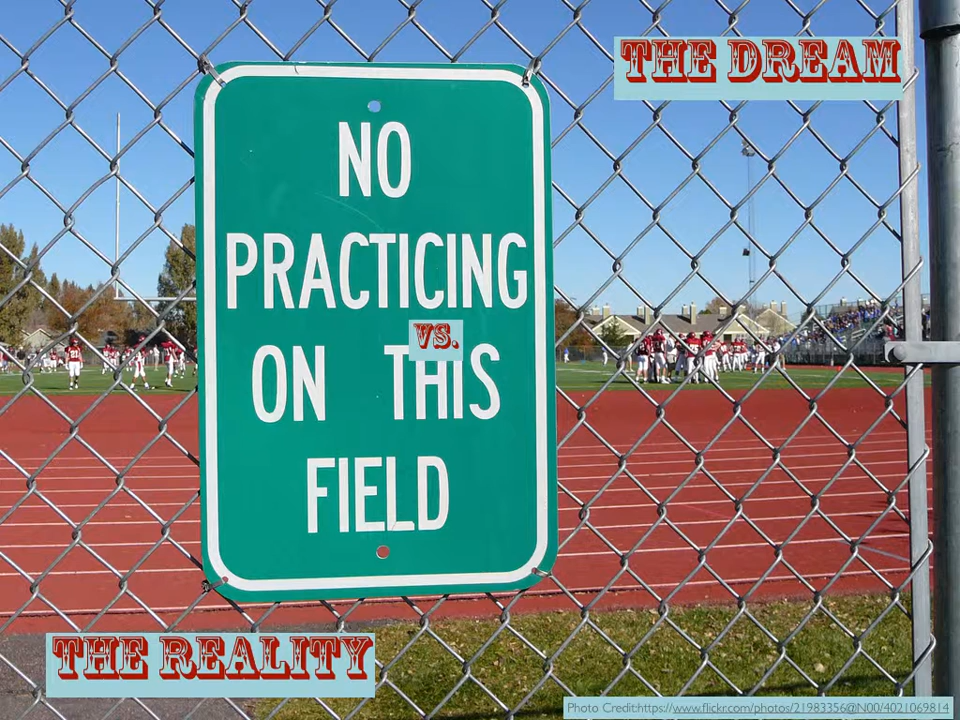 THE DREAM
NO
PRACTICING
VS.
ON THIS
FIELD
THE REALITY
Photo Credit:https://www.flickr.com/photos/21983356@N00/4021069814